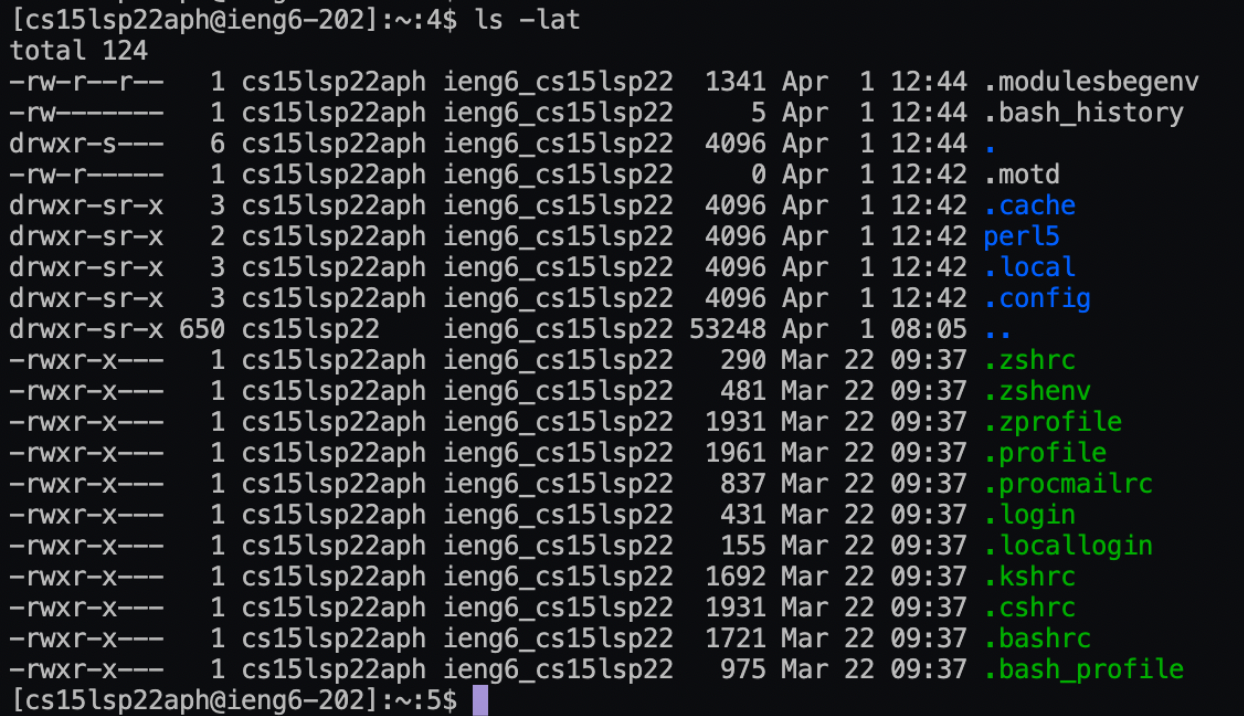 [cs15lsp22aph@ieng6-202]:~:4$ ls -lat
total 124
-rw-r--r--   1 cs15lsp22aph ieng6_cs15lsp22  1341 Apr  1 12:44 .modulesbegenv
-rw-------   1 cs15lsp22aph ieng6_cs15lsp22     5 Apr  1 12:44 .bash_history
drwxr-s---   6 cs15lsp22aph ieng6_cs15lsp22  4096 Apr  1 12:44 .
-rw-r-----   1 cs15lsp22aph ieng6_cs15lsp22     0 Apr  1 12:42 .motd
drwxr-sr-x   3 cs15lsp22aph ieng6_cs15lsp22  4096 Apr  1 12:42 .cache
drwxr-sr-x   2 cs15lsp22aph ieng6_cs15lsp22  4096 Apr  1 12:42 perl5
drwxr-sr-x   3 cs15lsp22aph ieng6_cs15lsp22  4096 Apr  1 12:42 .local
drwxr-sr-x   3 cs15lsp22aph ieng6_cs15lsp22  4096 Apr  1 12:42 .config
drwxr-sr-x 650 cs15lsp22    ieng6_cs15lsp22 53248 Apr  1 08:05 ..
-rwxr-x---   1 cs15lsp22aph ieng6_cs15lsp22   290 Mar 22 09:37 .zshrc
-rwxr-x---   1 cs15lsp22aph ieng6_cs15lsp22   481 Mar 22 09:37 .zshenv
-rwxr-x---   1 cs15lsp22aph ieng6_cs15lsp22  1931 Mar 22 09:37 .zprofile
-rwxr-x---   1 cs15lsp22aph ieng6_cs15lsp22  1961 Mar 22 09:37 .profile
-rwxr-x---   1 cs15lsp22aph ieng6_cs15lsp22   837 Mar 22 09:37 .procmailrc
-rwxr-x---   1 cs15lsp22aph ieng6_cs15lsp22   431 Mar 22 09:37 .login
-rwxr-x---   1 cs15lsp22aph ieng6_cs15lsp22   155 Mar 22 09:37 .locallogin
-rwxr-x---   1 cs15lsp22aph ieng6_cs15lsp22  1692 Mar 22 09:37 .kshrc
-rwxr-x---   1 cs15lsp22aph ieng6_cs15lsp22  1931 Mar 22 09:37 .cshrc
-rwxr-x---   1 cs15lsp22aph ieng6_cs15lsp22  1721 Mar 22 09:37 .bashrc
-rwxr-x---   1 cs15lsp22aph ieng6_cs15lsp22   975 Mar 22 09:37 .bash_profile
[cs15lsp22aph@ieng6-202]:~:5$